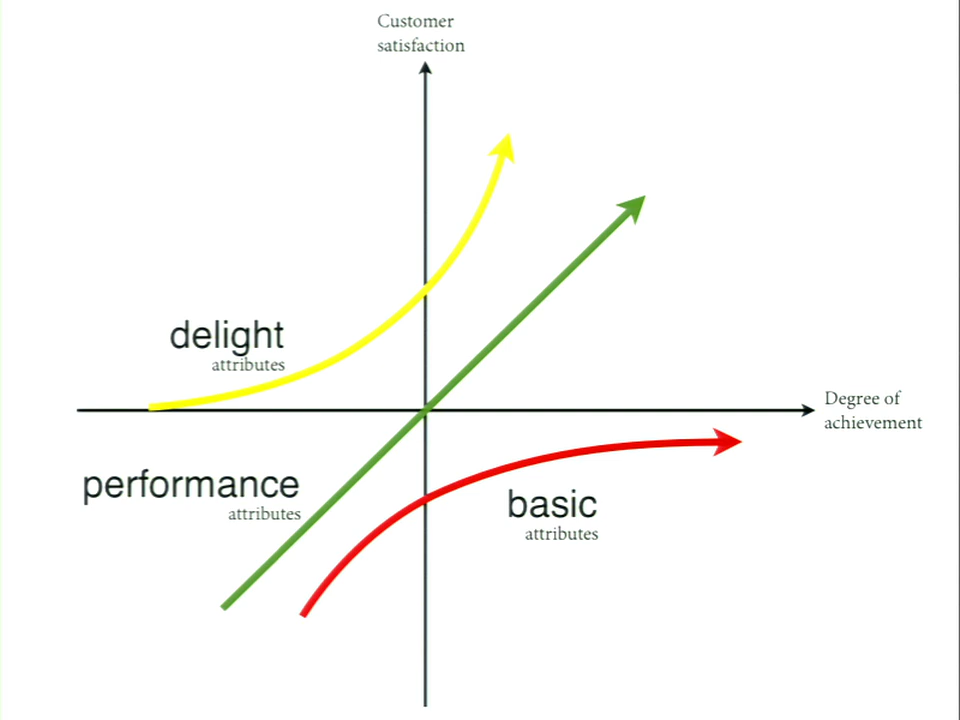 Customer
satisfaction
delight
attributes
Degree of
achievement
performance
attributes
basic
attributes